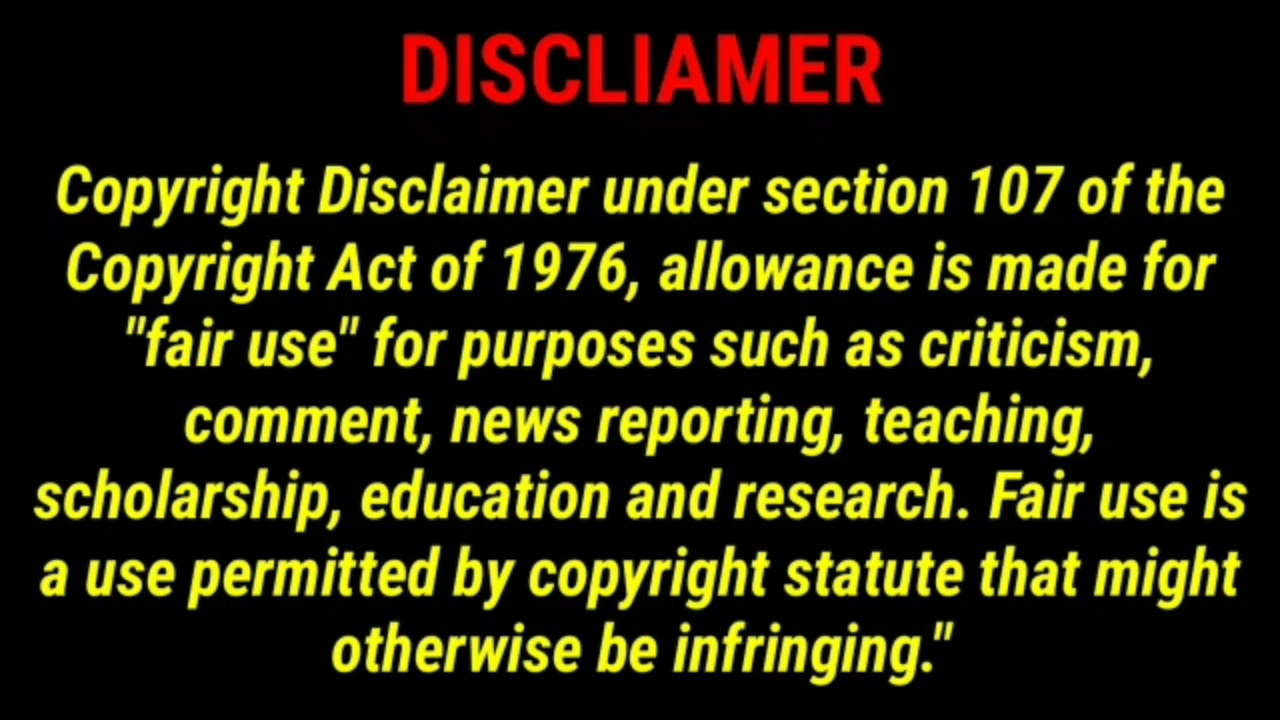 DISCLIAMER
Copyright Disclaimer under section 107 of the
Copyright Act of 1976, allowance is made for
"fair use" for purposes such as criticism,
comment, news reporting, teaching,
scholarship, education and research. Fair use is
a use permitted by copyright statute that might
otherwise be infringing."